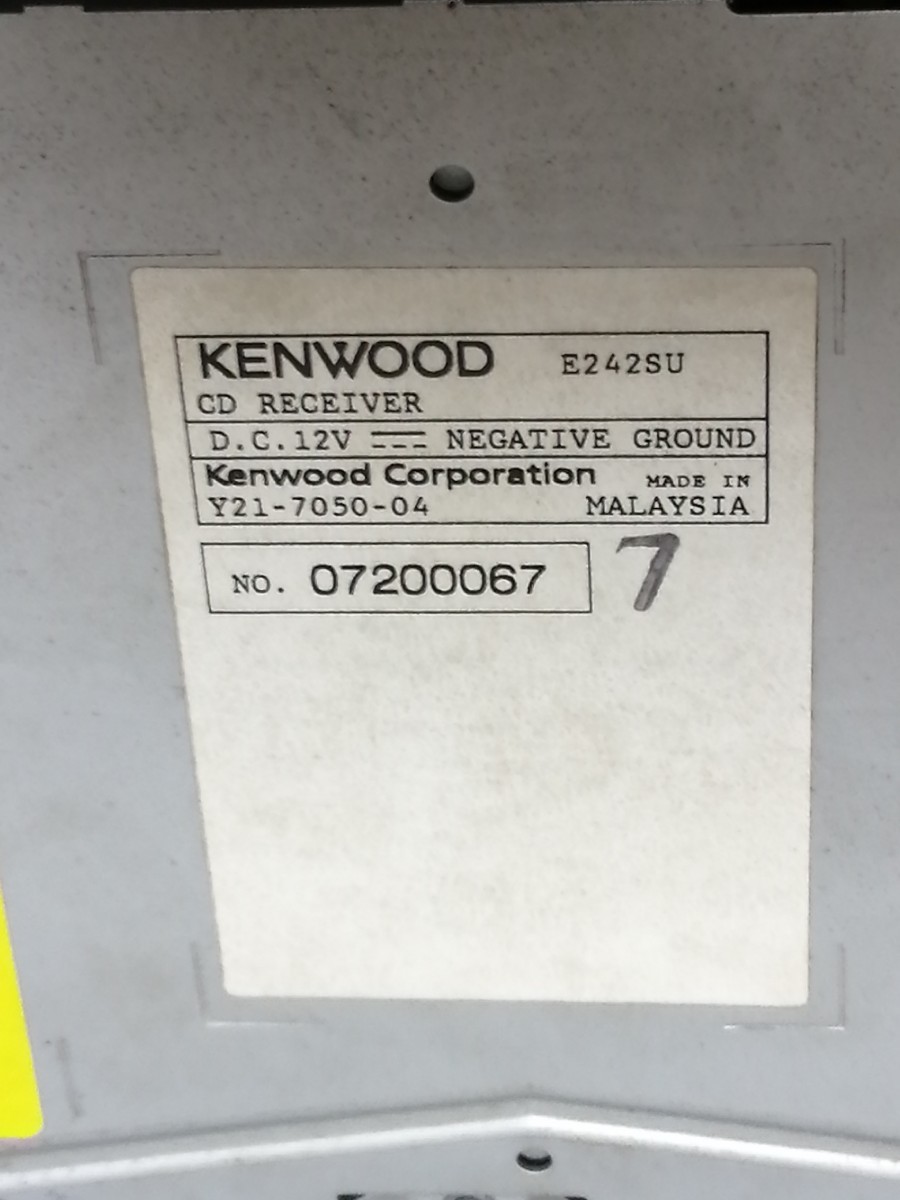 KENWOOD E242SU
CD RECEIVER
D.C.12V ⎓ NEGATIVE GROUND
Kenwood Corporation MADE IN
Y21-7050-04 MALAYSIA
NO. 07200067 7